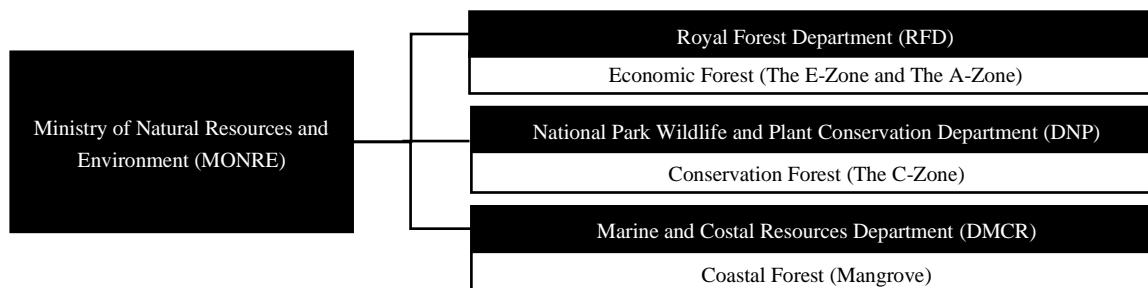 Ministry of Natural Resources and
Environment (MONRE)
Royal Forest Department (RFD)
Economic Forest (The E-Zone and The A-Zone)
National Park Wildlife and Plant Conservation Department (DNP)
Conservation Forest (The C-Zone)
Marine and Costal Resources Department (DMCR)
Coastal Forest (Mangrove)